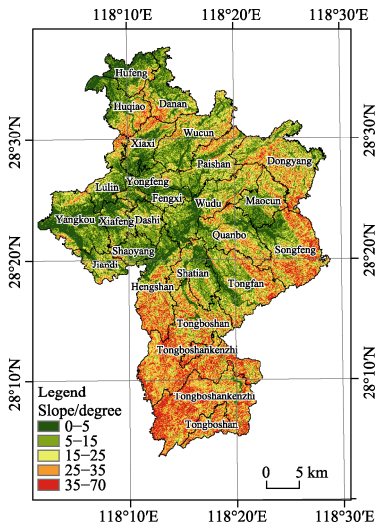 118°10′E 118°20′E 118°30′E
Hufeng
Huqiao
Danan
Wucun
28°30′N
28°30′N
Xiaxi
Paishan
Dongyang
Yongfeng
Lulin
Fengxi
Wudu
Maocun
Yangkou
Xiafeng
Dashi
Quanbo
Shaoyang
Songfeng
28°20′N
28°20′N
Jiandi
Shatian
Hengshan
Tongfan
Tongboshan
Tongboshankenzhi
28°10′N
28°10′N
Legend
Slope/degree
0–5
5–15
15–25
25–35
35–70
Tongboshankenzhi
Tongboshan
0 5 km
118°10′E 118°20′E 118°30′E